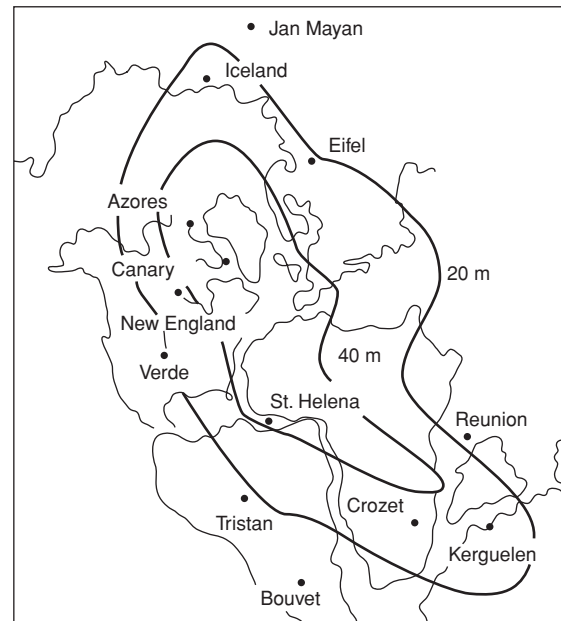 Jan Mayan
Iceland
Eifel
Azores
Canary
20 m
New England
40 m
Verde
St. Helena
Reunion
Crozet
Tristan
Kerguelen
Bouvet